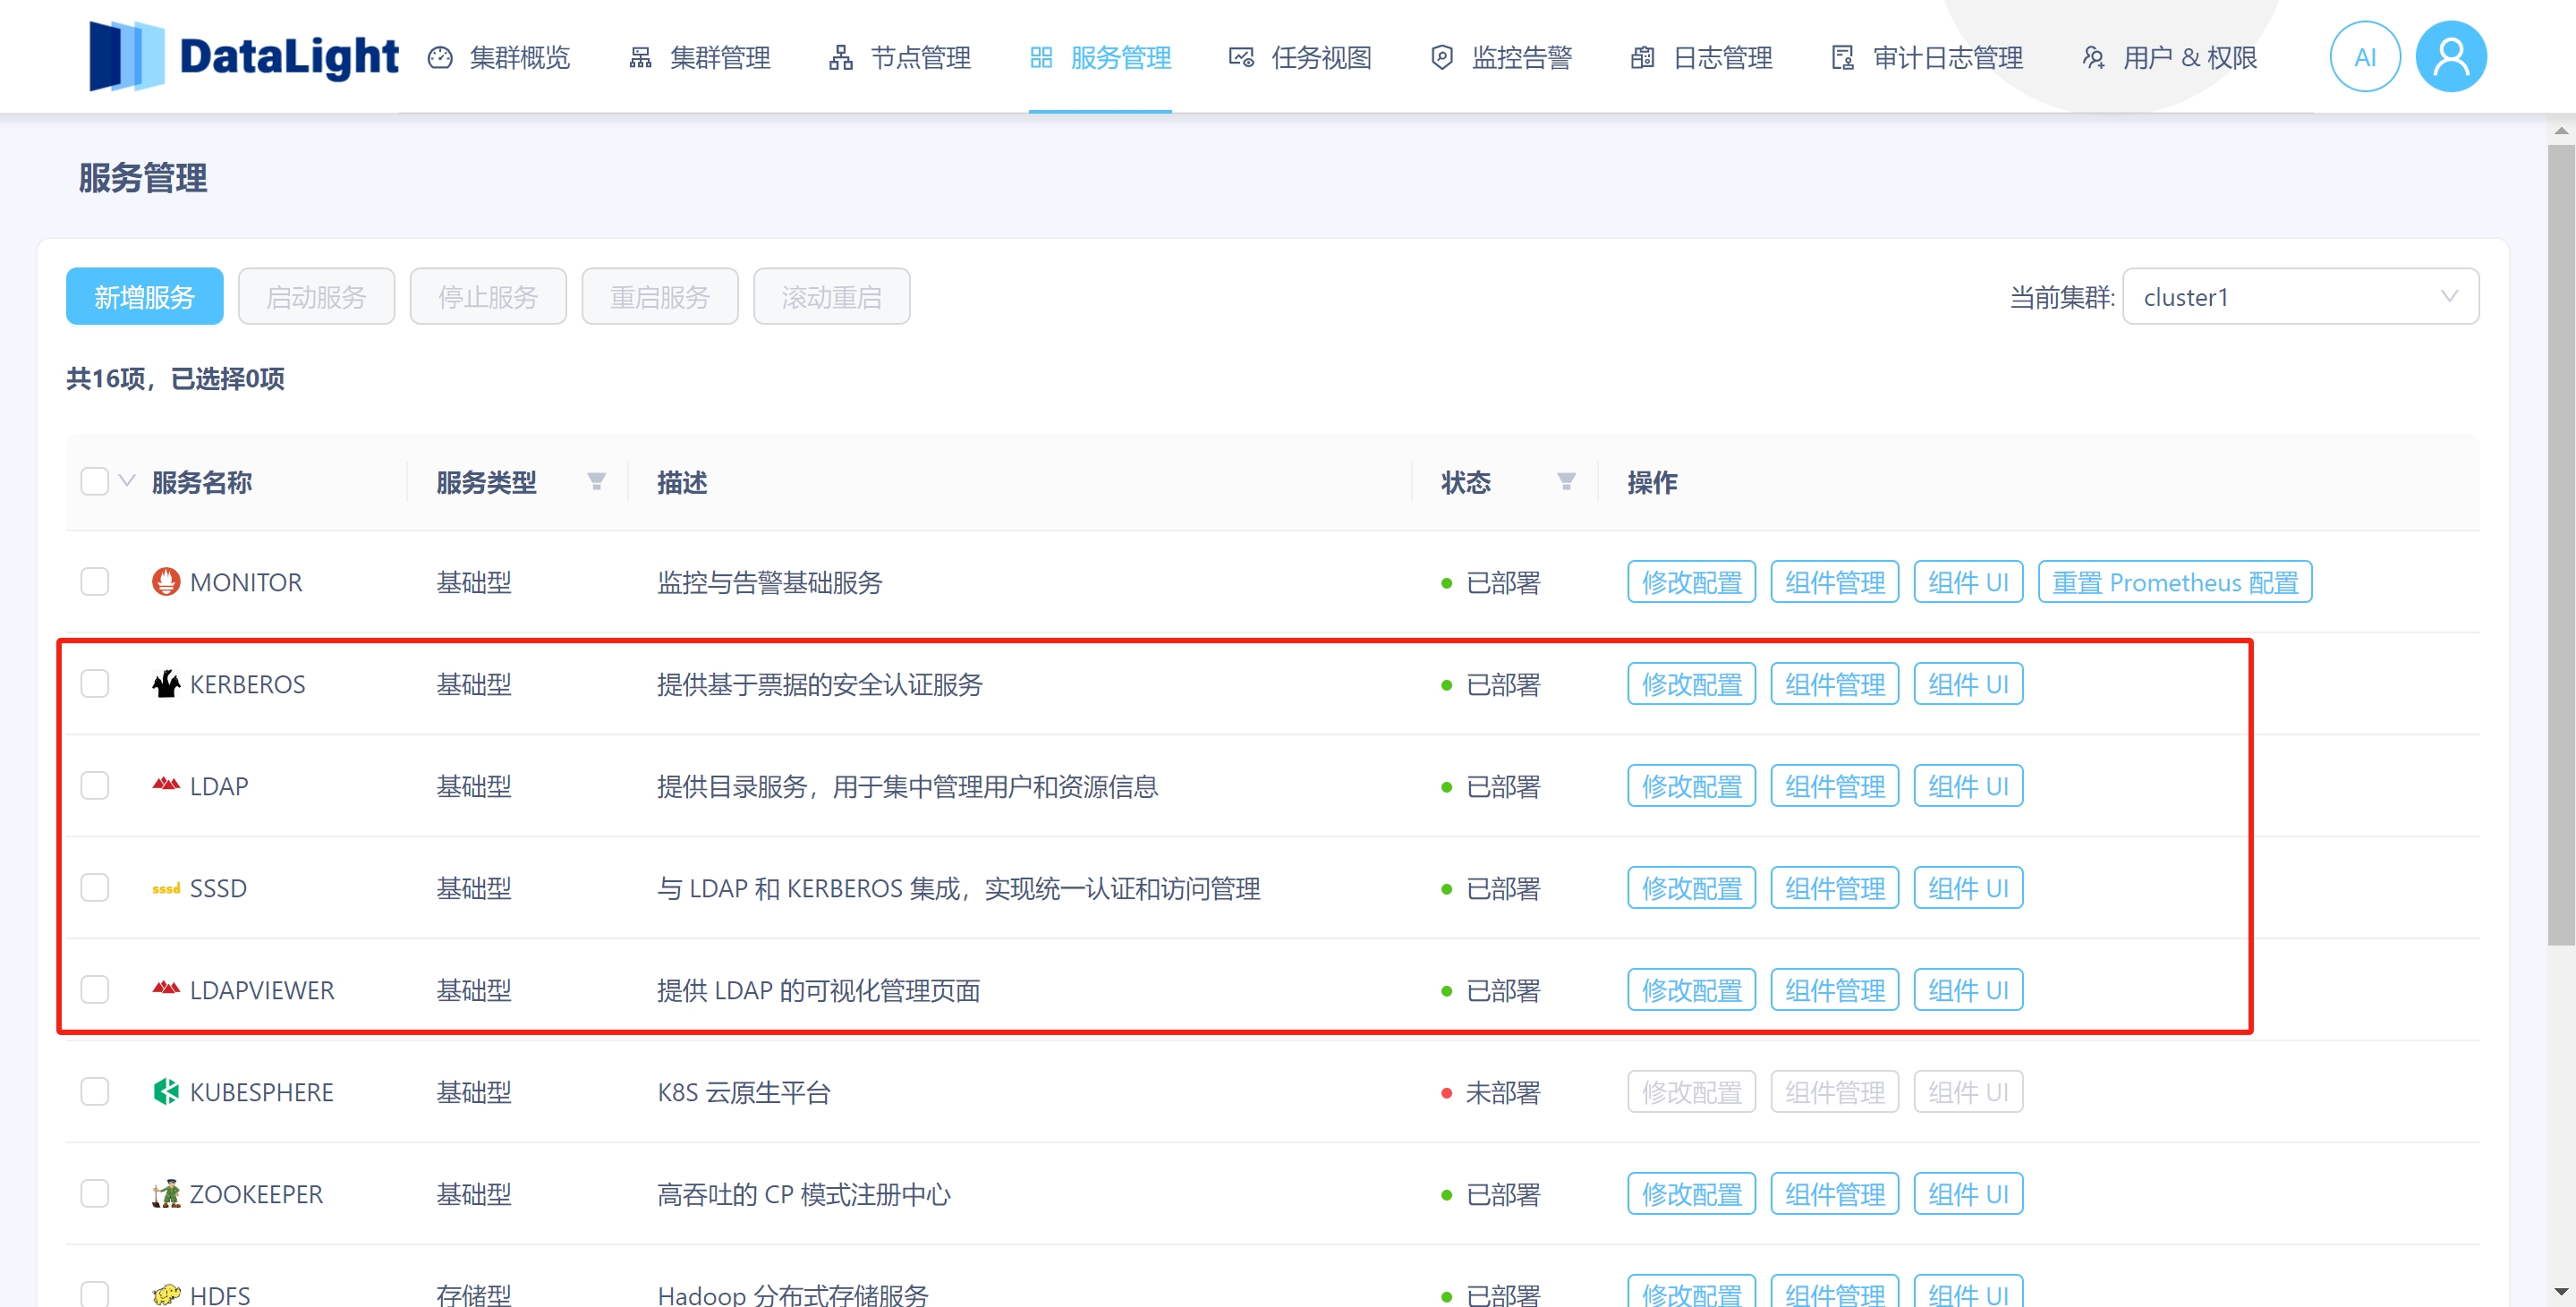 DataLight 集群概览 集群管理 节点管理 服务管理 任务视图 监控告警 日志管理 审计日志管理 用户 & 权限 AI
服务管理
新增服务 启动服务 停止服务 重启服务 滚动重启 当前集群: cluster1
共16项，已选择0项
服务名称 服务类型 描述 状态 操作
MONITOR 基础型 监控与告警基础服务 已部署 修改配置 组件管理 组件 UI 重置 Prometheus 配置
KERBEROS 基础型 提供基于票据的安全认证服务 已部署 修改配置 组件管理 组件 UI
LDAP 基础型 提供目录服务，用于集中管理用户和资源信息 已部署 修改配置 组件管理 组件 UI
sssd SSSD 基础型 与 LDAP 和 KERBEROS 集成，实现统一认证和访问管理 已部署 修改配置 组件管理 组件 UI
LDAPVIEWER 基础型 提供 LDAP 的可视化管理页面 已部署 修改配置 组件管理 组件 UI
KUBESPHERE 基础型 K8S 云原生平台 未部署 修改配置 组件管理 组件 UI
ZOOKEEPER 基础型 高吞吐的 CP 模式注册中心 已部署 修改配置 组件管理 组件 UI
HDFS 存储型 Hadoop 分布式存储服务 已部署 修改配置 组件管理 组件 UI